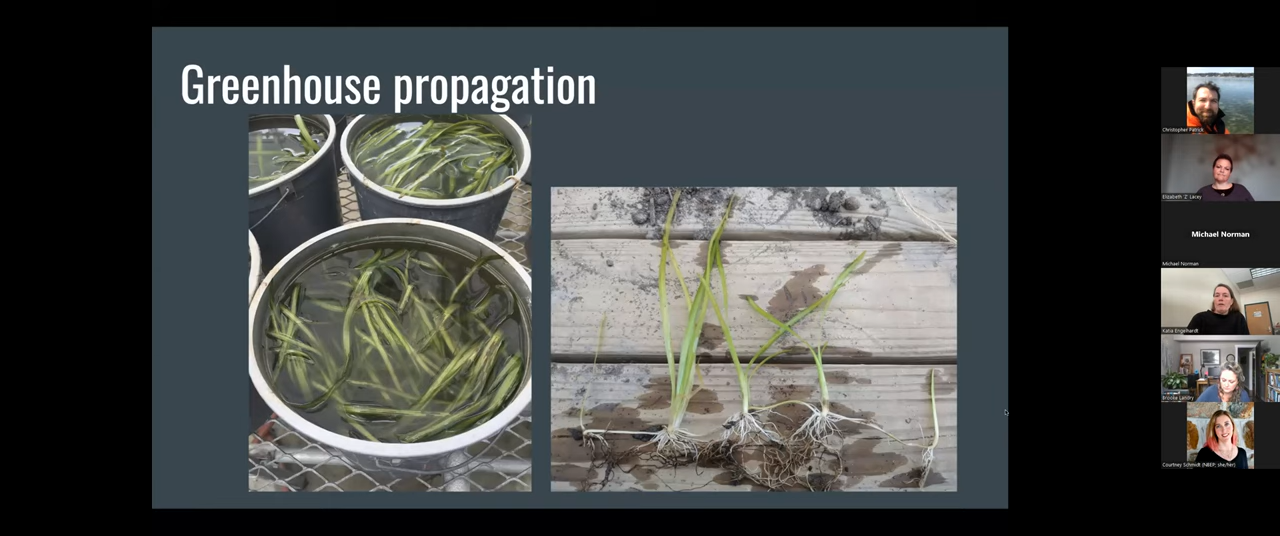 Greenhouse propagation
Christopher Patrick
Elizabeth 'Z' Lacey
Michael Norman
Michael Norman
Katia Engelhardt
Brooke Landry
Courtney Schmidt (NBEP; she/her)